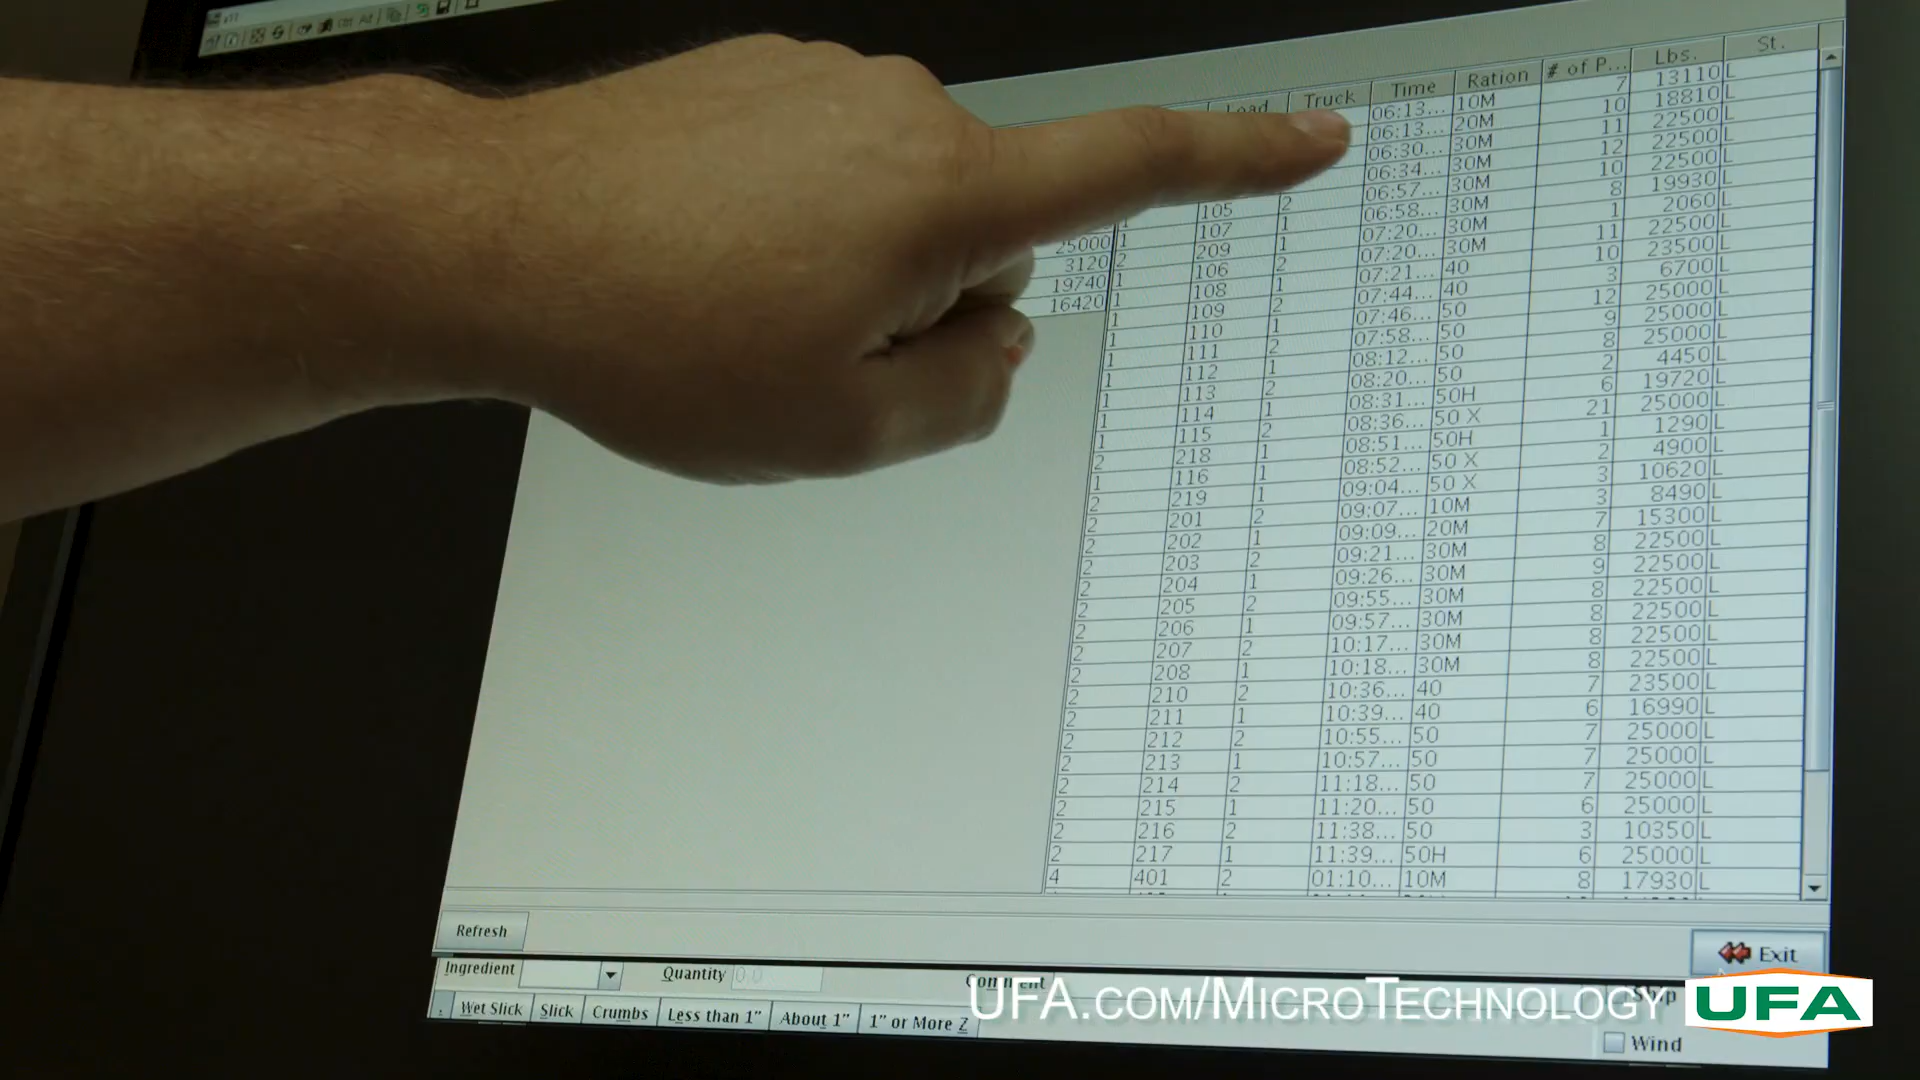 Load Truck Time Ration # of P... Lbs. St.
06:13... 10M 7 13110 L
06:13... 20M 10 18810 L
06:30... 30M 11 22500 L
06:34... 30M 12 22500 L
105 2 06:57... 30M 10 22500 L
25000 1 107 1 06:58... 30M 8 19930 L
3120 2 209 1 07:20... 30M 1 2060 L
19740 1 106 2 07:20... 30M 11 22500 L
16420 1 108 1 07:21... 40 10 23500 L
1 109 2 07:44... 40 3 6700 L
1 110 1 07:46... 50 12 25000 L
1 111 2 07:58... 50 9 25000 L
1 112 1 08:12... 50 8 25000 L
1 113 2 08:20... 50 2 4450 L
1 114 1 08:31... 50H 6 19720 L
1 115 2 08:36... 50 X 21 25000 L
2 218 1 08:51... 50H 1 1290 L
1 116 1 08:52... 50 X 2 4900 L
2 219 1 09:04... 50 X 3 10620 L
2 201 2 09:07... 10M 3 8490 L
2 202 1 09:09... 20M 7 15300 L
2 203 2 09:21... 30M 8 22500 L
2 204 1 09:26... 30M 9 22500 L
2 205 2 09:55... 30M 8 22500 L
2 206 1 09:57... 30M 8 22500 L
2 207 2 10:17... 30M 8 22500 L
2 208 1 10:18... 30M 8 22500 L
2 210 2 10:36... 40 7 23500 L
2 211 1 10:39... 40 6 16990 L
2 212 2 10:55... 50 7 25000 L
2 213 1 10:57... 50 7 25000 L
2 214 2 11:18... 50 7 25000 L
2 215 1 11:20... 50 6 25000 L
2 216 2 11:38... 50 3 10350 L
2 217 1 11:39... 50H 6 25000 L
4 401 2 01:10... 10M 8 17930 L
Refresh
Exit
Ingredient Quantity 0.0 Comment
UFA.COM/MICROTECHNOLOGY
UFA
Wet Slick Slick Crumbs Less than 1" About 1" 1" or More Z
Wind